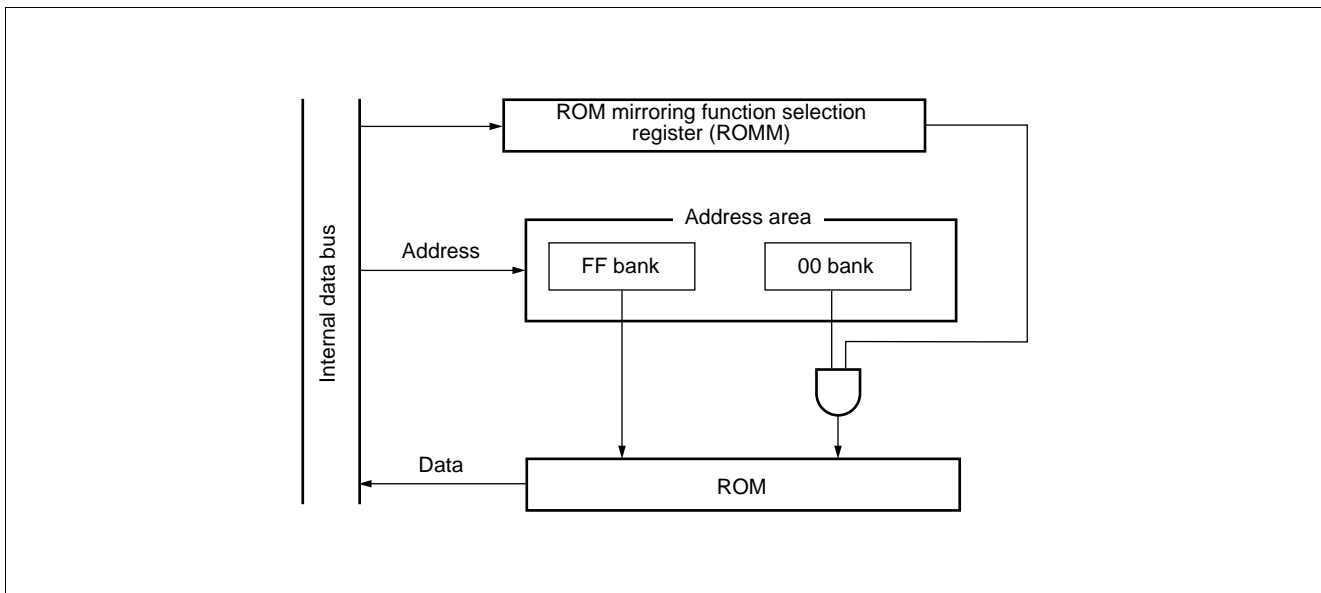 ROM mirroring function selection
register (ROMM)
Address area
Address
FF bank
00 bank
Internal data bus
Data
ROM